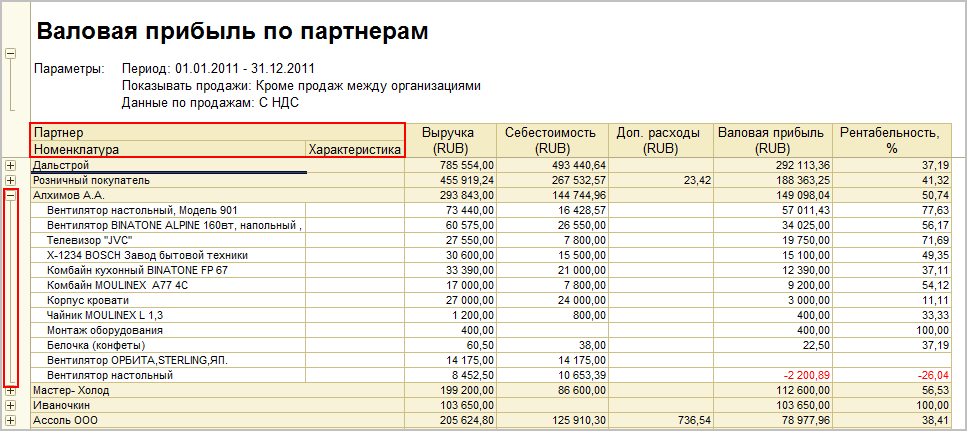 Валовая прибыль по партнерам
Параметры: Период: 01.01.2011 - 31.12.2011
Показывать продажи: Кроме продаж между организациями
Данные по продажам: С НДС
Партнер Выручка (RUB) Себестоимость (RUB) Доп. расходы (RUB) Валовая прибыль (RUB) Рентабельность, %
Номенклатура Характеристика
Дальстрой 785 554,00 493 440,64 292 113,36 37,19
Розничный покупатель 455 919,24 267 532,57 23,42 188 363,25 41,32
Алхимов А.А. 293 843,00 144 744,96 149 098,04 50,74
Вентилятор настольный, Модель 901 73 440,00 16 428,57 57 011,43 77,63
Вентилятор BINATONE ALPINE 160вт, напольный , 60 575,00 26 550,00 34 025,00 56,17
Телевизор "JVC" 27 550,00 7 800,00 19 750,00 71,69
Х-1234 BOSCH Завод бытовой техники 30 600,00 15 500,00 15 100,00 49,35
Комбайн кухонный BINATONE FP 67 33 390,00 21 000,00 12 390,00 37,11
Комбайн MOULINEX A77 4C 17 000,00 7 800,00 9 200,00 54,12
Корпус кровати 27 000,00 24 000,00 3 000,00 11,11
Чайник MOULINEX L 1,3 1 200,00 800,00 400,00 33,33
Монтаж оборудования 400,00 400,00 100,00
Белочка (конфеты) 60,50 38,00 22,50 37,19
Вентилятор ОРБИТА,STERLING,ЯП. 14 175,00 14 175,00
Вентилятор настольный 8 452,50 10 653,39 -2 200,89 -26,04
Мастер- Холод 199 200,00 86 600,00 112 600,00 56,53
Иваночкин 103 650,00 103 650,00 100,00
Ассоль ООО 205 624,80 125 910,30 736,54 78 977,96 38,41